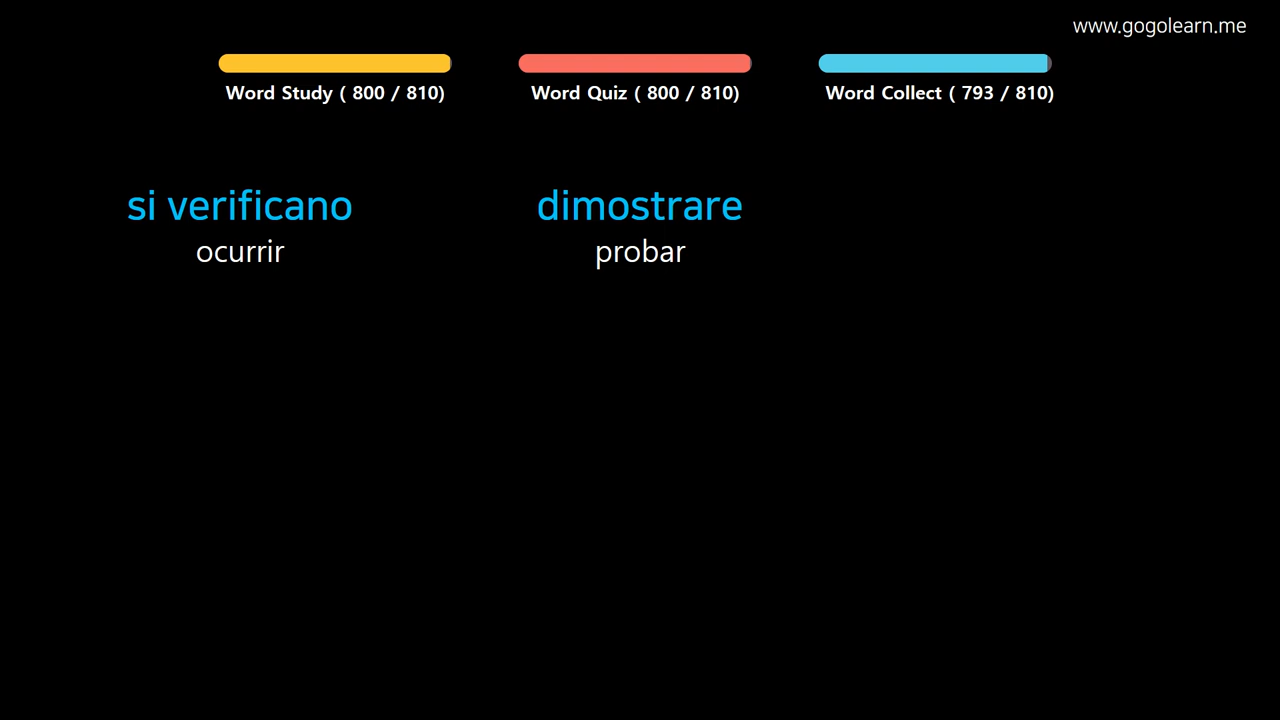 www.gogolearn.me
Word Study ( 800 / 810)
Word Quiz ( 800 / 810)
Word Collect ( 793 / 810)
si verificano
ocurrir
dimostrare
probar